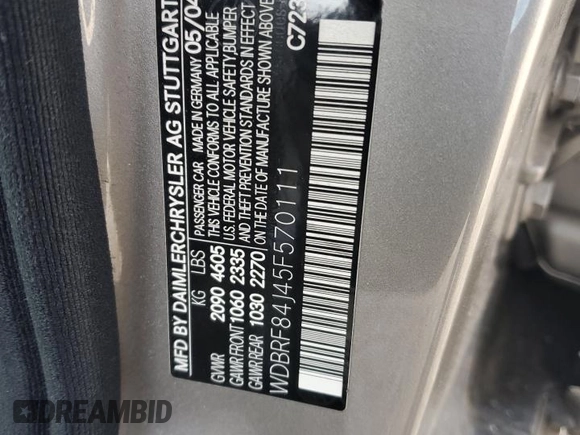 MFD BY DAIMLERCHRYSLER AG STUTTGART
PASSENGER CAR MADE IN GERMANY 05/04
THIS VEHICLE CONFORMS TO ALL APPLICABLE
U.S. FEDERAL MOTOR VEHICLE SAFETY, BUMPER
AND THEFT PREVENTION STANDARDS IN EFFECT
ON THE DATE OF MANUFACTURE SHOWN ABOVE
KG LBS
GVWR 2090 4605
GAWR FRONT 1060 2335
GAWR REAR 1030 2270
WDBRF84J45F570111
C723
DREAMBID